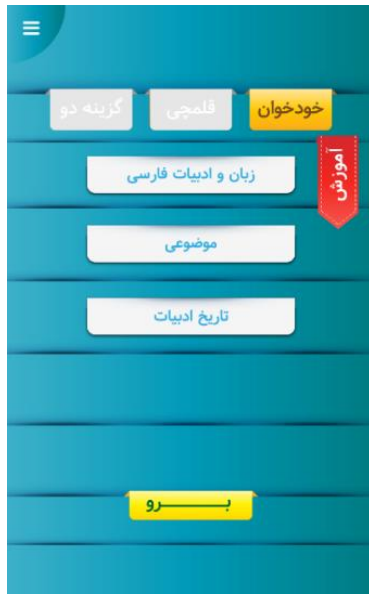 خودخوان
قلمچی
گزینه دو
آموزش
زبان و ادبیات فارسی
موضوعی
تاریخ ادبیات
بـــــــرو